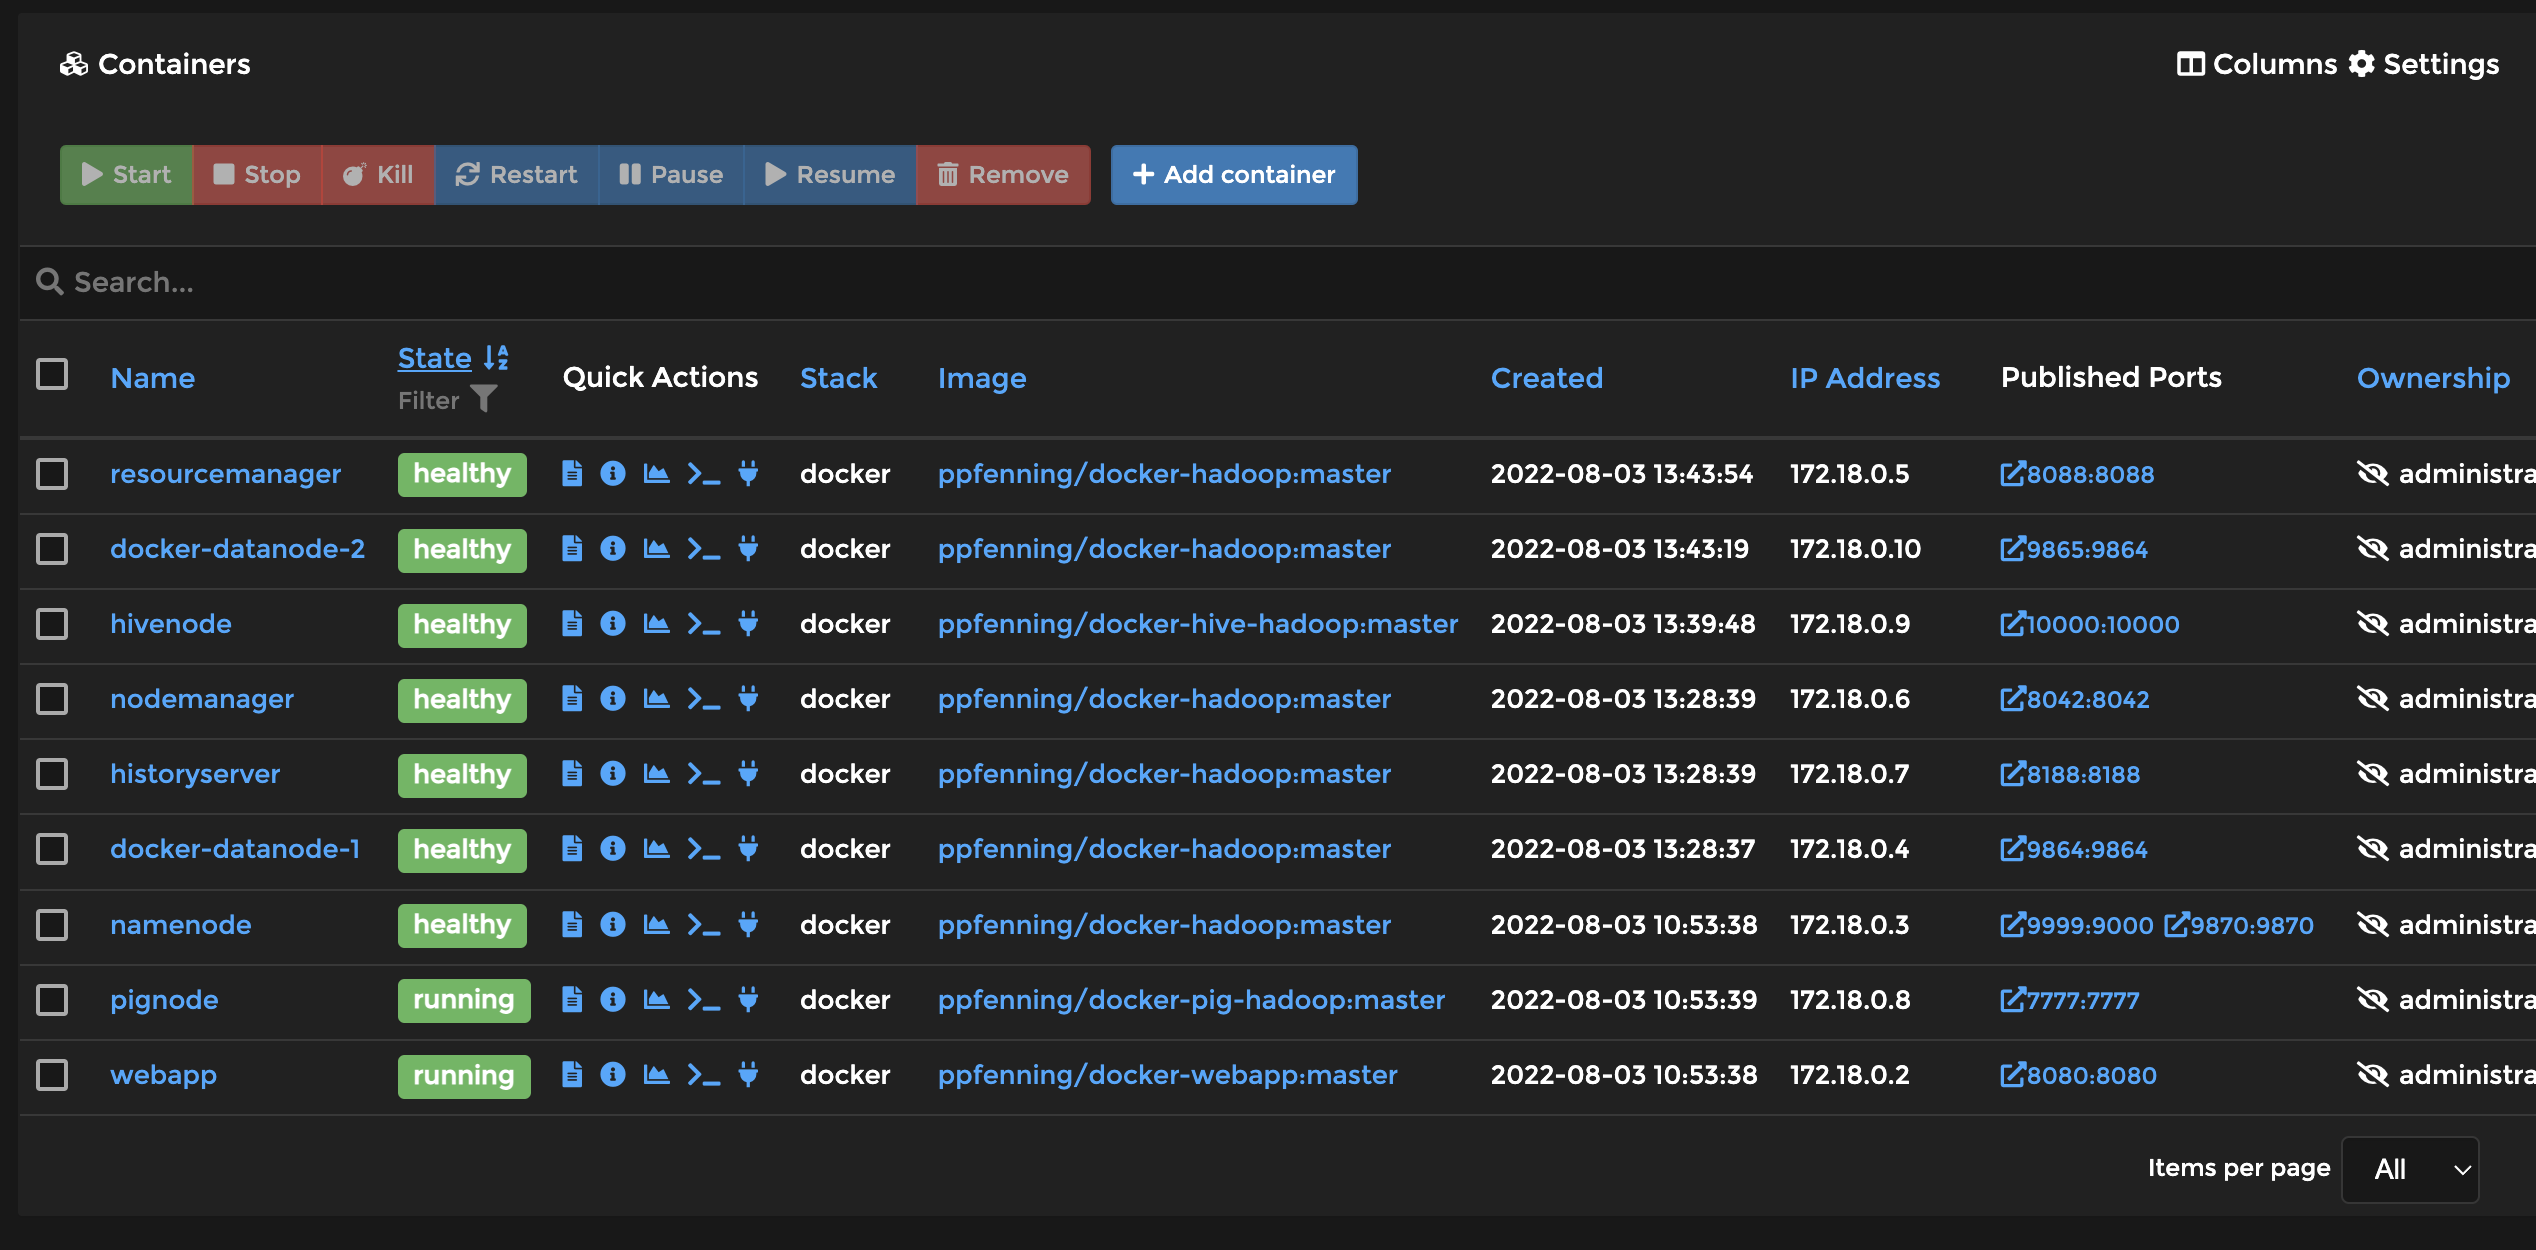 Containers Columns Settings
Start Stop Kill Restart Pause Resume Remove Add container
Search...
Name State Filter Quick Actions Stack Image Created IP Address Published Ports Ownership
resourcemanager healthy docker ppfenning/docker-hadoop:master 2022-08-03 13:43:54 172.18.0.5 8088:8088 administra
docker-datanode-2 healthy docker ppfenning/docker-hadoop:master 2022-08-03 13:43:19 172.18.0.10 9865:9864 administra
hivenode healthy docker ppfenning/docker-hive-hadoop:master 2022-08-03 13:39:48 172.18.0.9 10000:10000 administra
nodemanager healthy docker ppfenning/docker-hadoop:master 2022-08-03 13:28:39 172.18.0.6 8042:8042 administra
historyserver healthy docker ppfenning/docker-hadoop:master 2022-08-03 13:28:39 172.18.0.7 8188:8188 administra
docker-datanode-1 healthy docker ppfenning/docker-hadoop:master 2022-08-03 13:28:37 172.18.0.4 9864:9864 administra
namenode healthy docker ppfenning/docker-hadoop:master 2022-08-03 10:53:38 172.18.0.3 9999:9000 9870:9870 administra
pignode running docker ppfenning/docker-pig-hadoop:master 2022-08-03 10:53:39 172.18.0.8 7777:7777 administra
webapp running docker ppfenning/docker-webapp:master 2022-08-03 10:53:38 172.18.0.2 8080:8080 administra
Items per page All